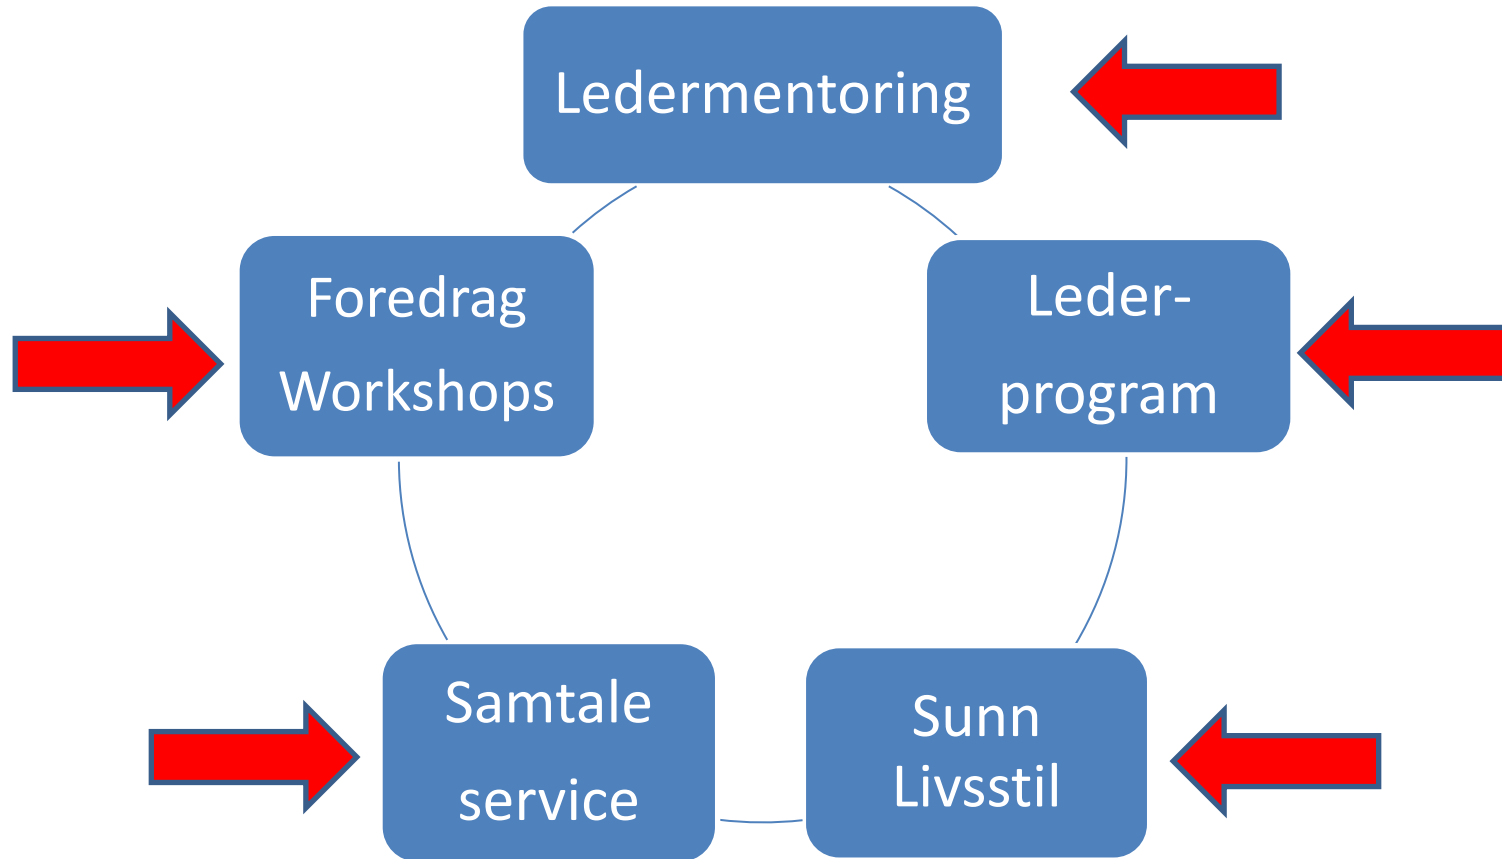 Ledermentoring
Foredrag
Workshops
Leder-
program
Samtale
service
Sunn
Livsstil